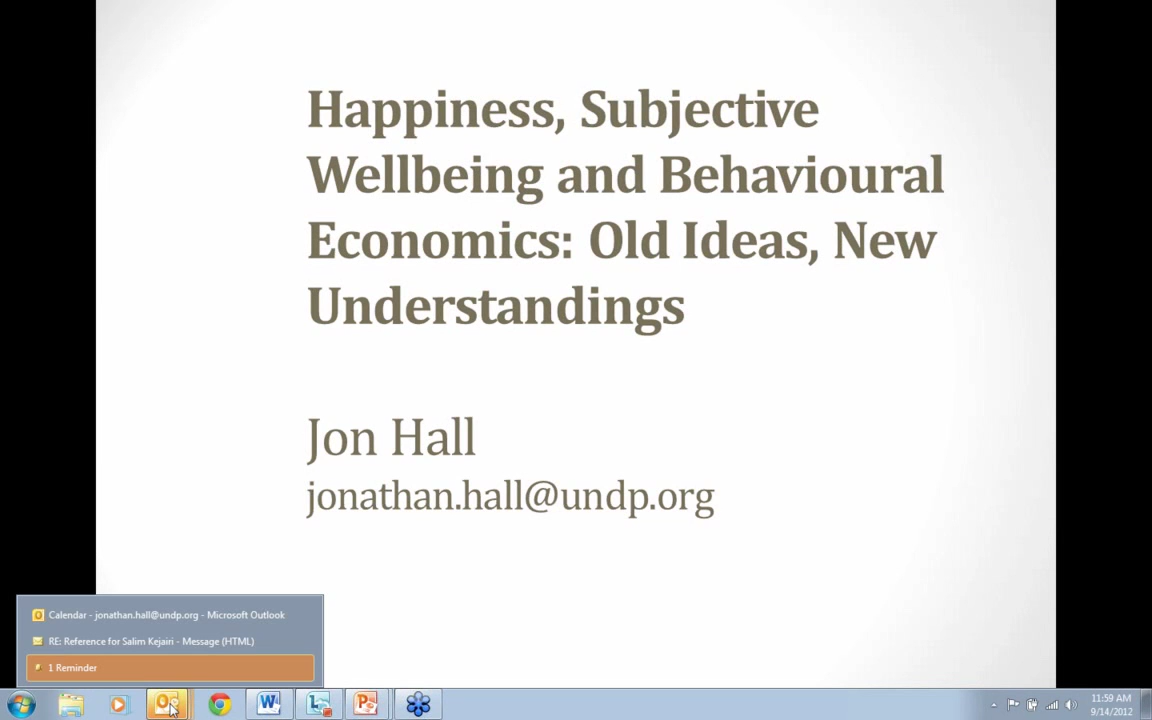 Happiness, Subjective
Wellbeing and Behavioural
Economics: Old Ideas, New
Understandings
Jon Hall
jonathan.hall@undp.org
Calendar - jonathan.hall@undp.org - Microsoft Outlook
RE: Reference for Salim Kejairi - Message (HTML)
1 Reminder
11:59 AM
9/14/2012